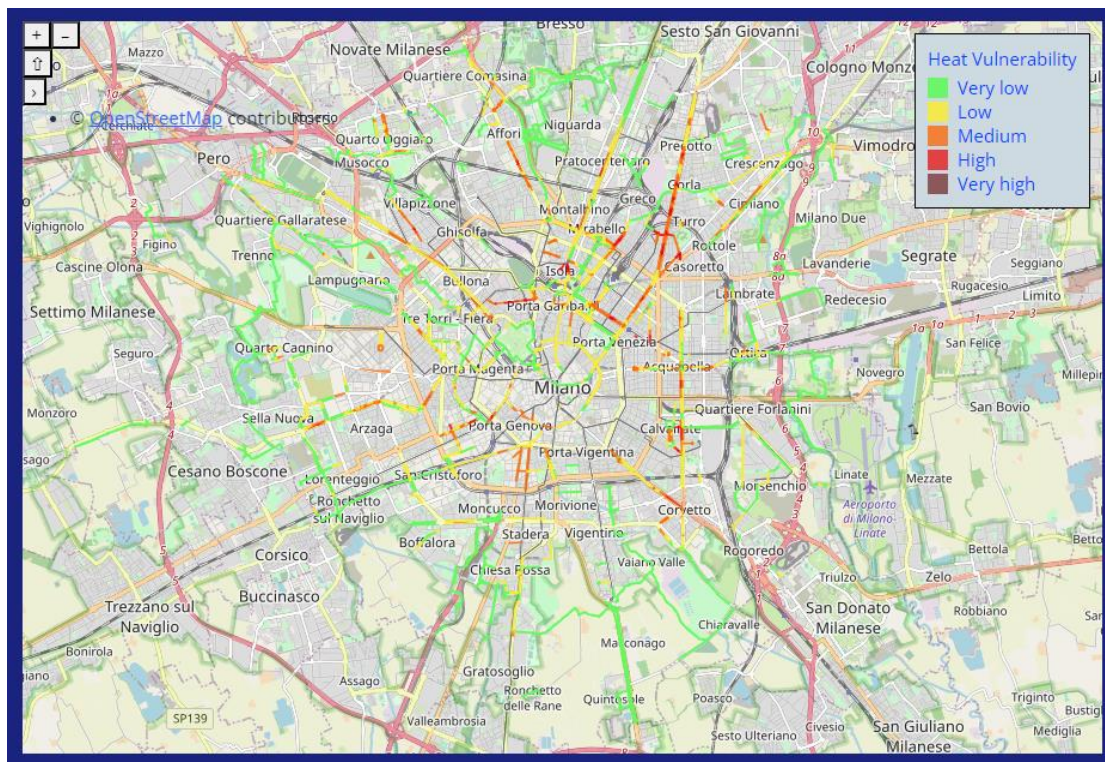 + −
⇧
›
Bresso
Sesto San Giovanni
Mazzo
Novate Milanese
Cologno Monz
Quartiere Comasina
© OpenStreetMap contributors
Cerchiate
Niguarda
Affori
Quarto Oggiaro
Precotto
Pero
Musocco
Pratocentenaro
Crescenzago
Vimodro
Gorla
Greco
Villapizzone
Cimiano
Montalbino
Quartiere Gallaratese
Mirabello
Turro
Milano Due
Vighignolo
Ghisolfa
Figino
Rottole
Trenno
Segrate
Lavanderie
Seggiano
Cascine Olona
Isola
Casoretto
Lampugnano
Bullona
Rugacesio
Limito
Lambrate
Redecesio
Porta Garibaldi
Settimo Milanese
Tre Torri - Fiera
San Felice
Quarto Cagnino
Porta Venezia
Seguro
Ortica
Porta Magenta
Acquabella
Novegro
Milano
San Bovio
Monzoro
Sella Nuova
Quartiere Forlanini
Arzaga
Porta Genova
Calvairate
Porta Vigentina
Cesano Boscone
San Cristoforo
Linate
Mezzate
Lorenteggio
Morsenchio
Ronchetto
sul Naviglio
Aeroporto
di Milano-
Linate
Moncucco
Morivione
Corvetto
Stadera
Vigentino
Boffalora
Corsico
Rogoredo
Bettola
Chiesa Rossa
Vaiano Valle
Triulzo
Zelo
Buccinasco
Robbiano
Trezzano sul
Naviglio
San Donato
Milanese
Chiaravalle
Macconago
Bonirola
Gratosoglio
Assago
Ronchetto
delle Rane
Quintosole
Poasco
Triginto
SP139
Valleambrosia
Civesio
San Giuliano
Milanese
Mediglia
Sesto Ulteriano
Heat Vulnerability
Very low
Low
Medium
High
Very high